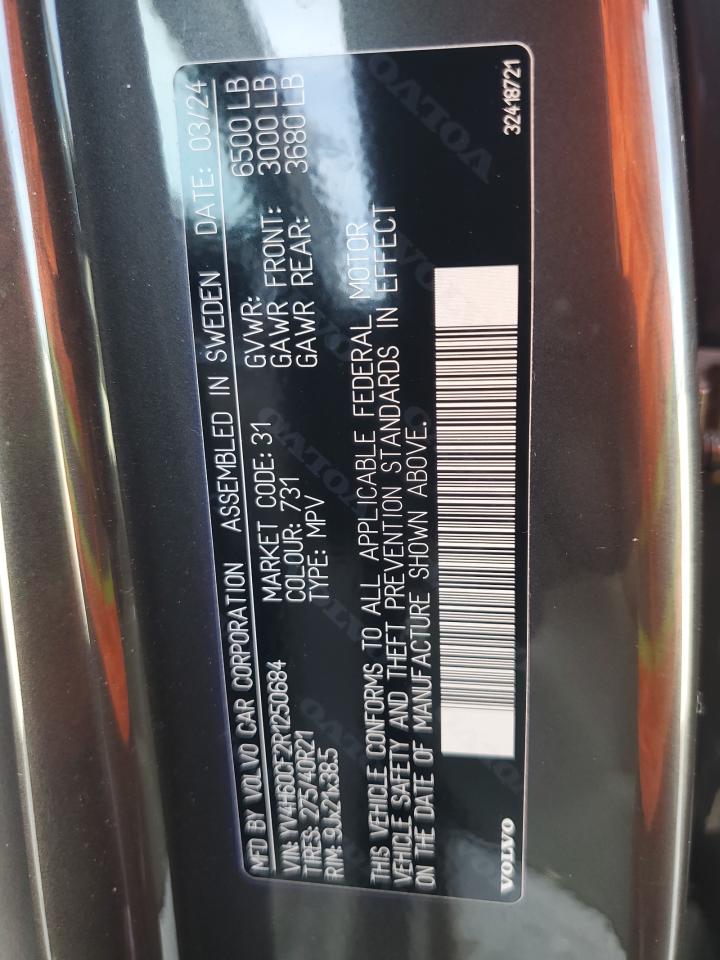 MFD BY VOLVO CAR CORPORATION ASSEMBLED IN SWEDEN DATE: 03/24
VIN: YV4H60CF2R1250684 MARKET CODE: 31 GVWR: 6500 LB
TIRES: 275/40R21 COLOUR: 731 GAWR FRONT: 3000 LB
RIM: 9Jx21x38.5 TYPE: MPV GAWR REAR: 3680 LB
THIS VEHICLE CONFORMS TO ALL APPLICABLE FEDERAL MOTOR
VEHICLE SAFETY AND THEFT PREVENTION STANDARDS IN EFFECT
ON THE DATE OF MANUFACTURE SHOWN ABOVE.
VOLVO 32418721